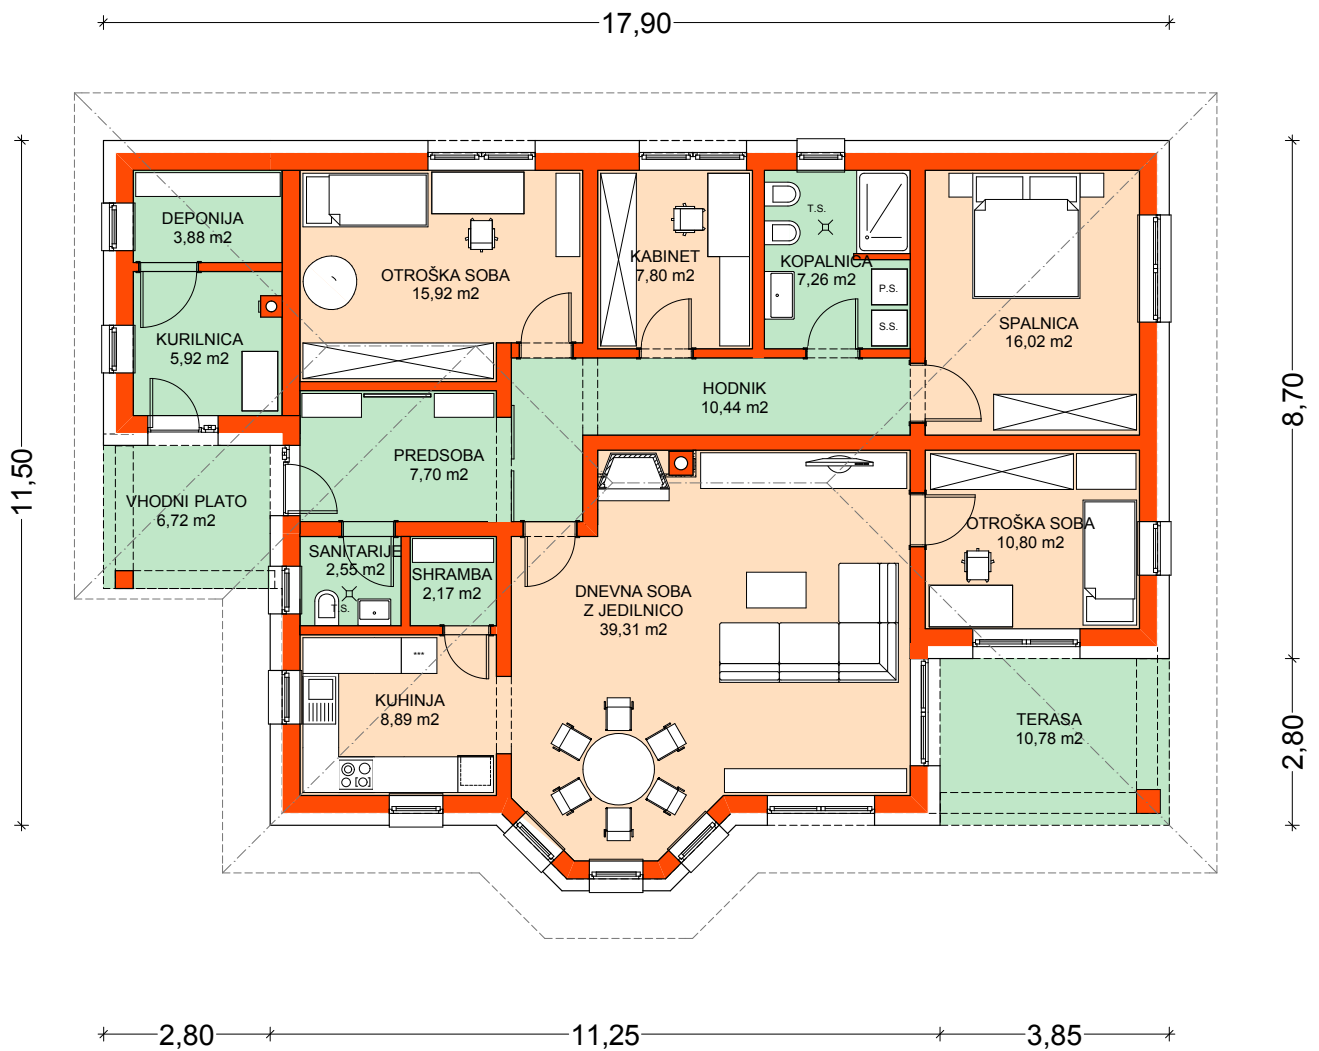 17,90
DEPONIJA
3,88 m2
OTROŠKA SOBA
15,92 m2
KABINET
7,80 m2
T.S.
KOPALNICA
7,26 m2
P.S.
S.S.
SPALNICA
16,02 m2
KURILNICA
5,92 m2
HODNIK
10,44 m2
8,70
11,50
PREDSOBA
7,70 m2
VHODNI PLATO
6,72 m2
OTROŠKA SOBA
10,80 m2
SANITARIJE
2,55 m2
T.S.
SHRAMBA
2,17 m2
DNEVNA SOBA
Z JEDILNICO
39,31 m2
***
KUHINJA
8,89 m2
TERASA
10,78 m2
2,80
2,80
11,25
3,85